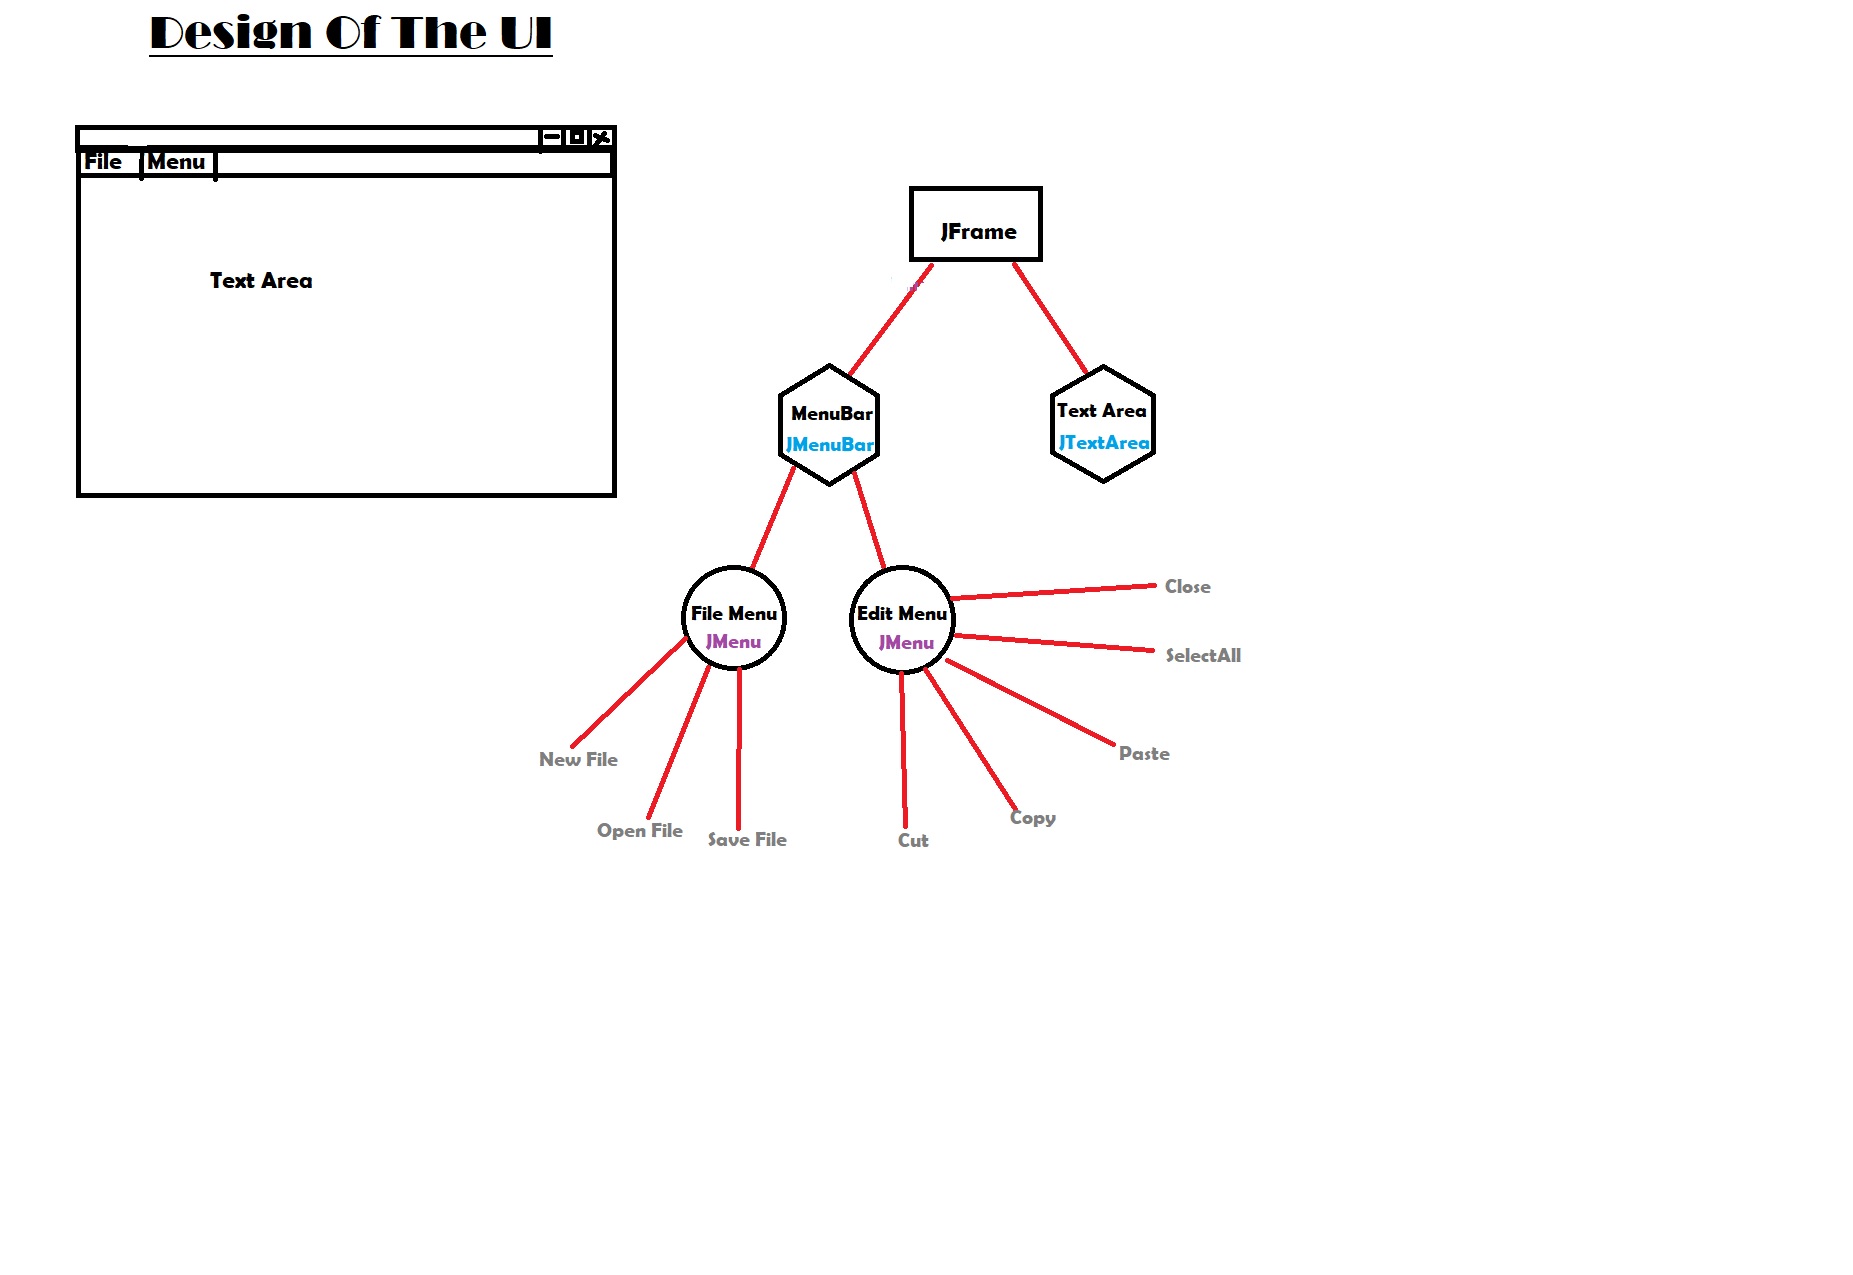 Design Of The UI
File
Menu
Text Area
JFrame
MenuBar
JMenuBar
Text Area
JTextArea
File Menu
JMenu
Edit Menu
JMenu
Close
SelectAll
Paste
Copy
Cut
New File
Open File
Save File